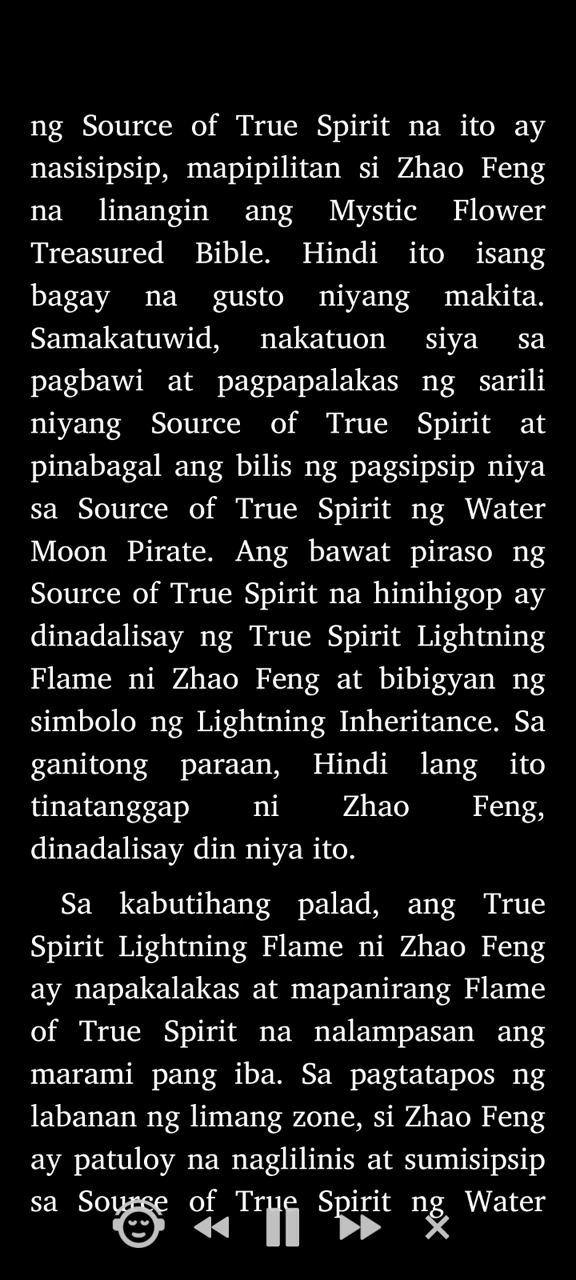 ng Source of True Spirit na ito ay
nasisipsip, mapipilitan si Zhao Feng
na linangin ang Mystic Flower
Treasured Bible. Hindi ito isang
bagay na gusto niyang makita.
Samakatuwid, nakatuon siya sa
pagbawi at pagpapalakas ng sarili
niyang Source of True Spirit at
pinabagal ang bilis ng pagsipsip niya
sa Source of True Spirit ng Water
Moon Pirate. Ang bawat piraso ng
Source of True Spirit na hinihigop ay
dinadalisay ng True Spirit Lightning
Flame ni Zhao Feng at bibigyan ng
simbolo ng Lightning Inheritance. Sa
ganitong paraan, Hindi lang ito
tinatanggap ni Zhao Feng,
dinadalisay din niya ito.
Sa kabutihang palad, ang True
Spirit Lightning Flame ni Zhao Feng
ay napakalakas at mapanirang Flame
of True Spirit na nalampasan ang
marami pang iba. Sa pagtatapos ng
labanan ng limang zone, si Zhao Feng
ay patuloy na naglilinis at sumisipsip
sa Source of True Spirit ng Water